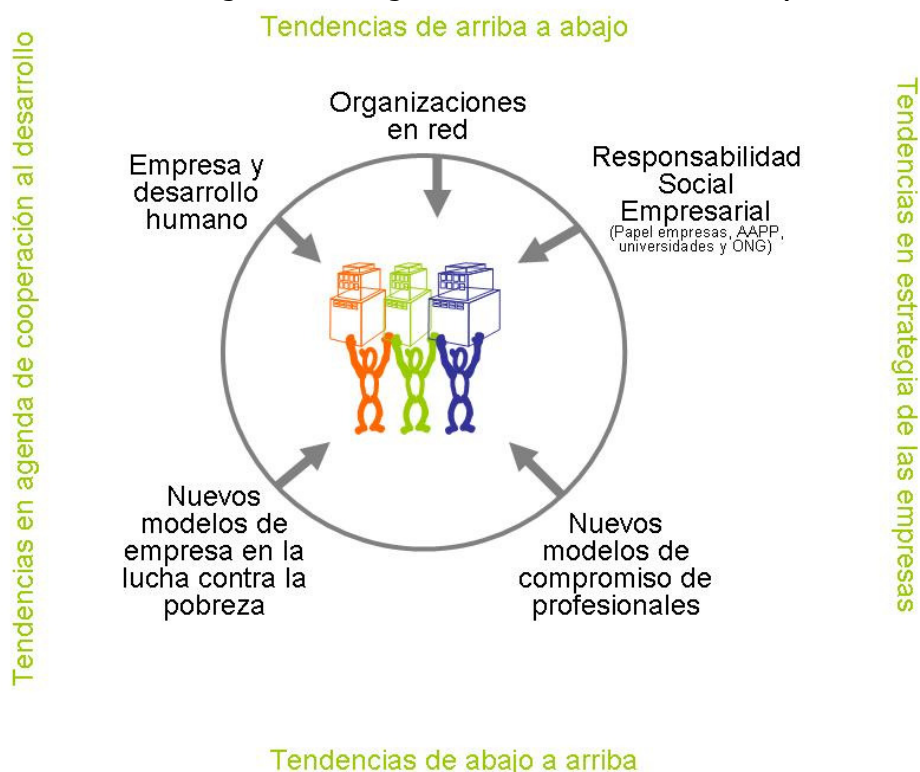 Tendencias de arriba a abajo
Tendencias en agenda de cooperación al desarrollo
Organizaciones
en red
Empresa y
desarrollo
humano
Responsabilidad
Social
Empresarial
(Papel empresas, AAPP,
universidades y ONG)
Tendencias en estrategia de las empresas
Nuevos
modelos de
empresa en la
lucha contra la
pobreza
Nuevos
modelos de
compromiso de
profesionales
Tendencias de abajo a arriba